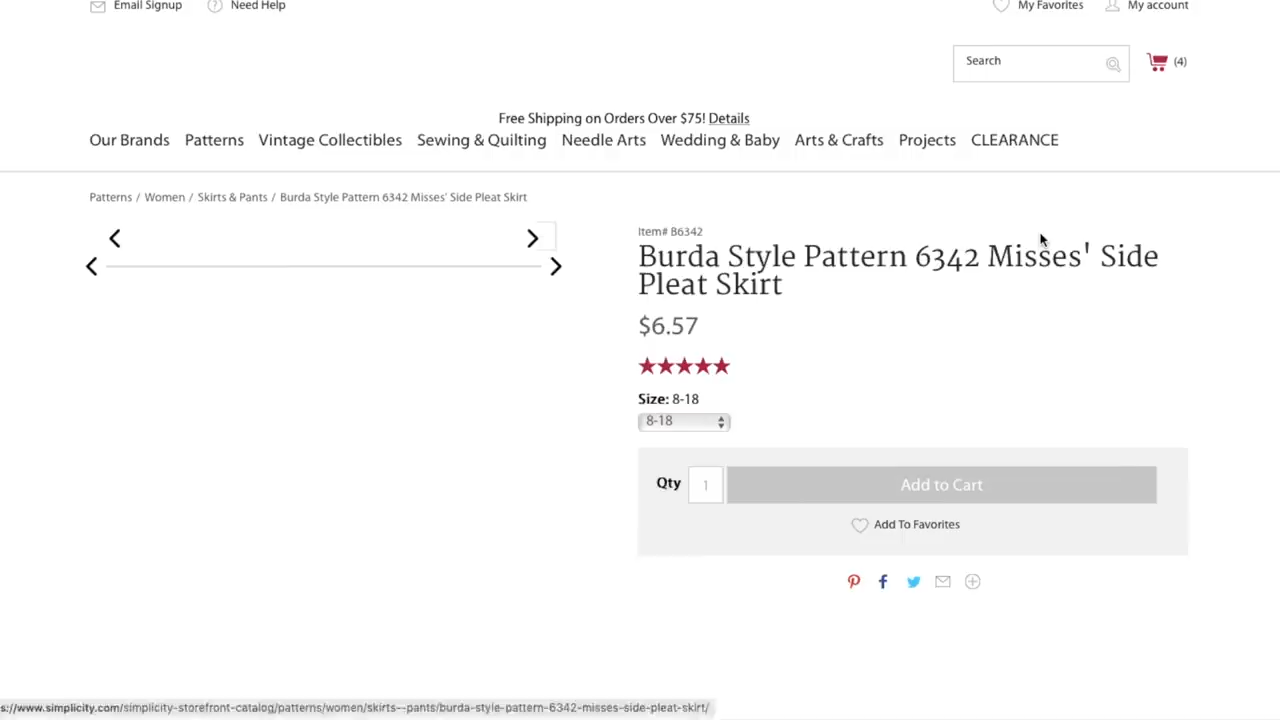 Email Signup
Need Help
My Favorites
My account
Search
(4)
Free Shipping on Orders Over $75! Details
Our Brands Patterns Vintage Collectibles Sewing & Quilting Needle Arts Wedding & Baby Arts & Crafts Projects CLEARANCE
Patterns / Women / Skirts & Pants / Burda Style Pattern 6342 Misses' Side Pleat Skirt
Item# B6342
Burda Style Pattern 6342 Misses' Side
Pleat Skirt
$6.57
Size: 8-18
8-18
Qty 1 Add to Cart
Add To Favorites
s://www.simplicity.com/simplicity-storefront-catalog/patterns/women/skirts--pants/burda-style-pattern-6342-misses-side-pleat-skirt/